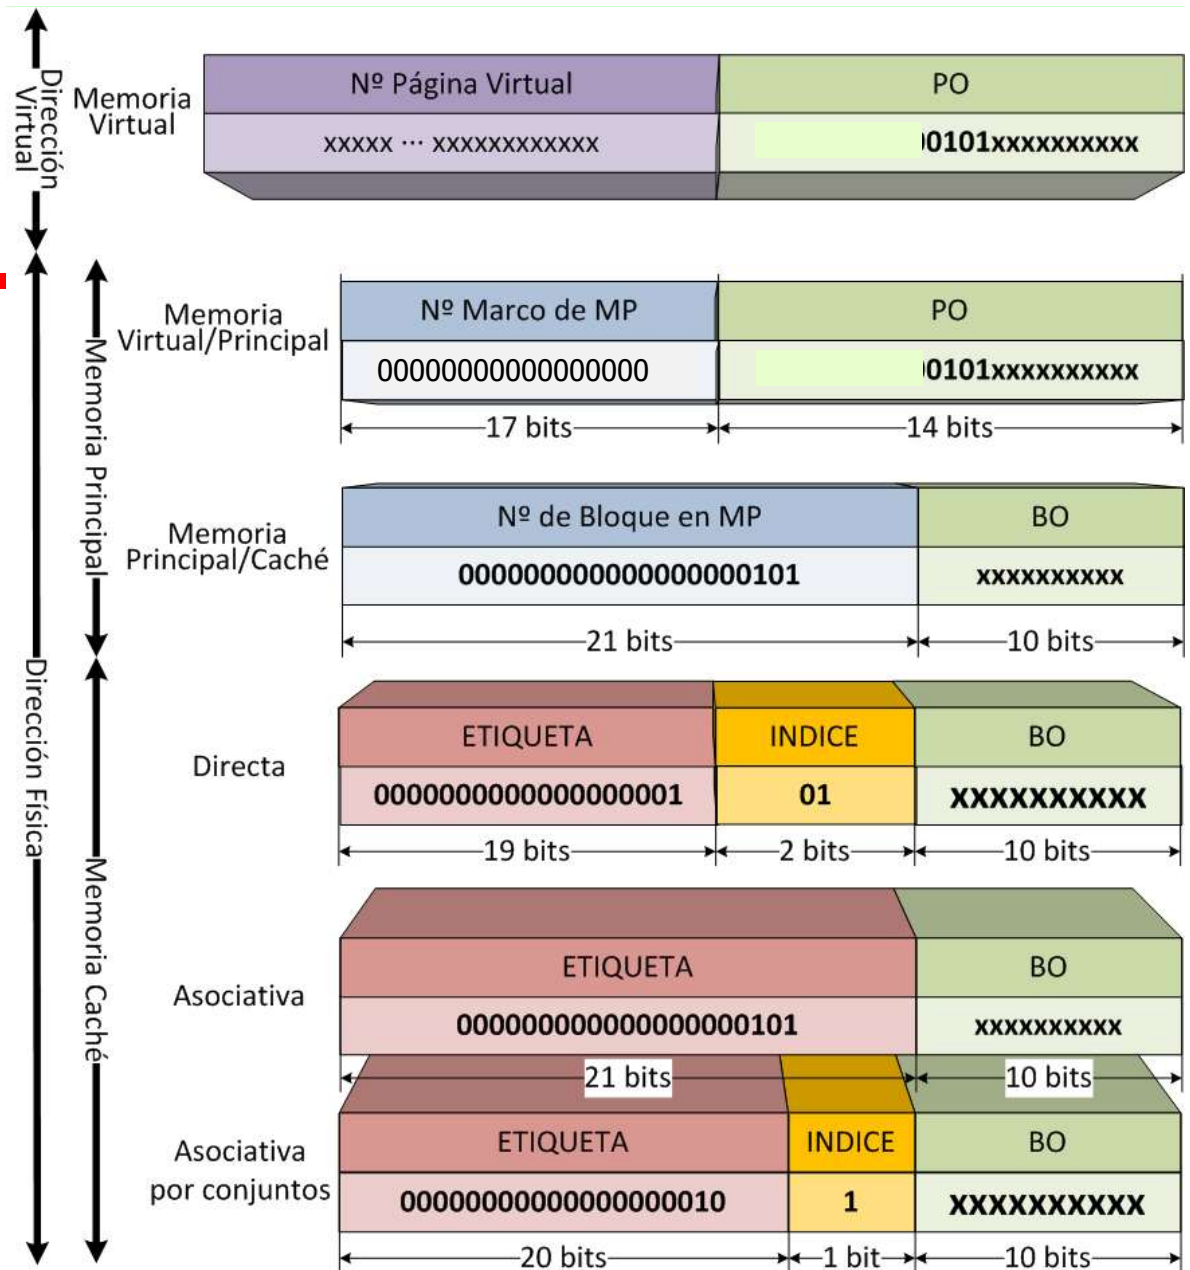 Dirección
Virtual
Memoria
Virtual
Nº Página Virtual
PO
xxxxx ··· xxxxxxxxxxxx
00101xxxxxxxxxx
Dirección Física
Memoria Principal
Memoria
Virtual/Principal
Nº Marco de MP
PO
00000000000000000
00101xxxxxxxxxx
17 bits
14 bits
Memoria
Principal/Caché
Nº de Bloque en MP
BO
000000000000000000101
xxxxxxxxxx
21 bits
10 bits
Memoria Caché
Directa
ETIQUETA
INDICE
BO
0000000000000000001
01
xxxxxxxxxx
19 bits
2 bits
10 bits
Asociativa
ETIQUETA
BO
000000000000000000101
xxxxxxxxxx
21 bits
10 bits
Asociativa
por conjuntos
ETIQUETA
INDICE
BO
00000000000000000010
1
xxxxxxxxxx
20 bits
1 bit
10 bits